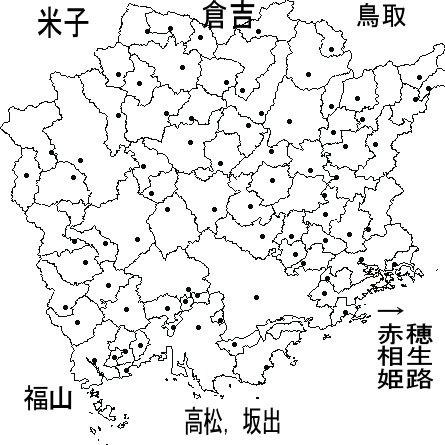 米子
倉吉
鳥取
→
赤穂
相生
姫路
福山
高松，坂出